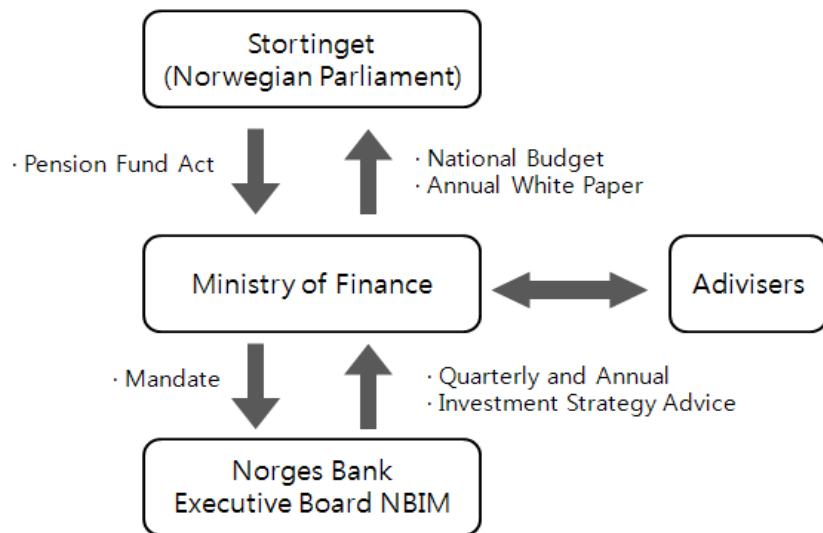 Stortinget
(Norwegian Parliament)
· Pension Fund Act
· National Budget
· Annual White Paper
Ministry of Finance
Adivisers
· Mandate
· Quarterly and Annual
· Investment Strategy Advice
Norges Bank
Executive Board NBIM